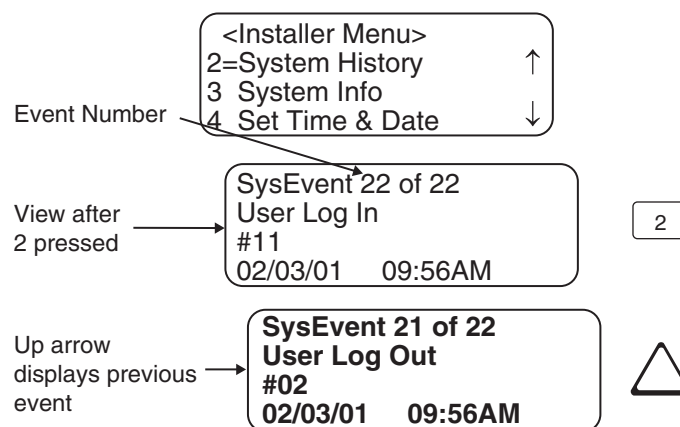 <Installer Menu>
2=System History ↑
3 System Info
4 Set Time & Date ↓
Event Number
SysEvent 22 of 22
User Log In
#11
02/03/01 09:56AM
View after
2 pressed
2
SysEvent 21 of 22
User Log Out
#02
02/03/01 09:56AM
Up arrow
displays previous
event